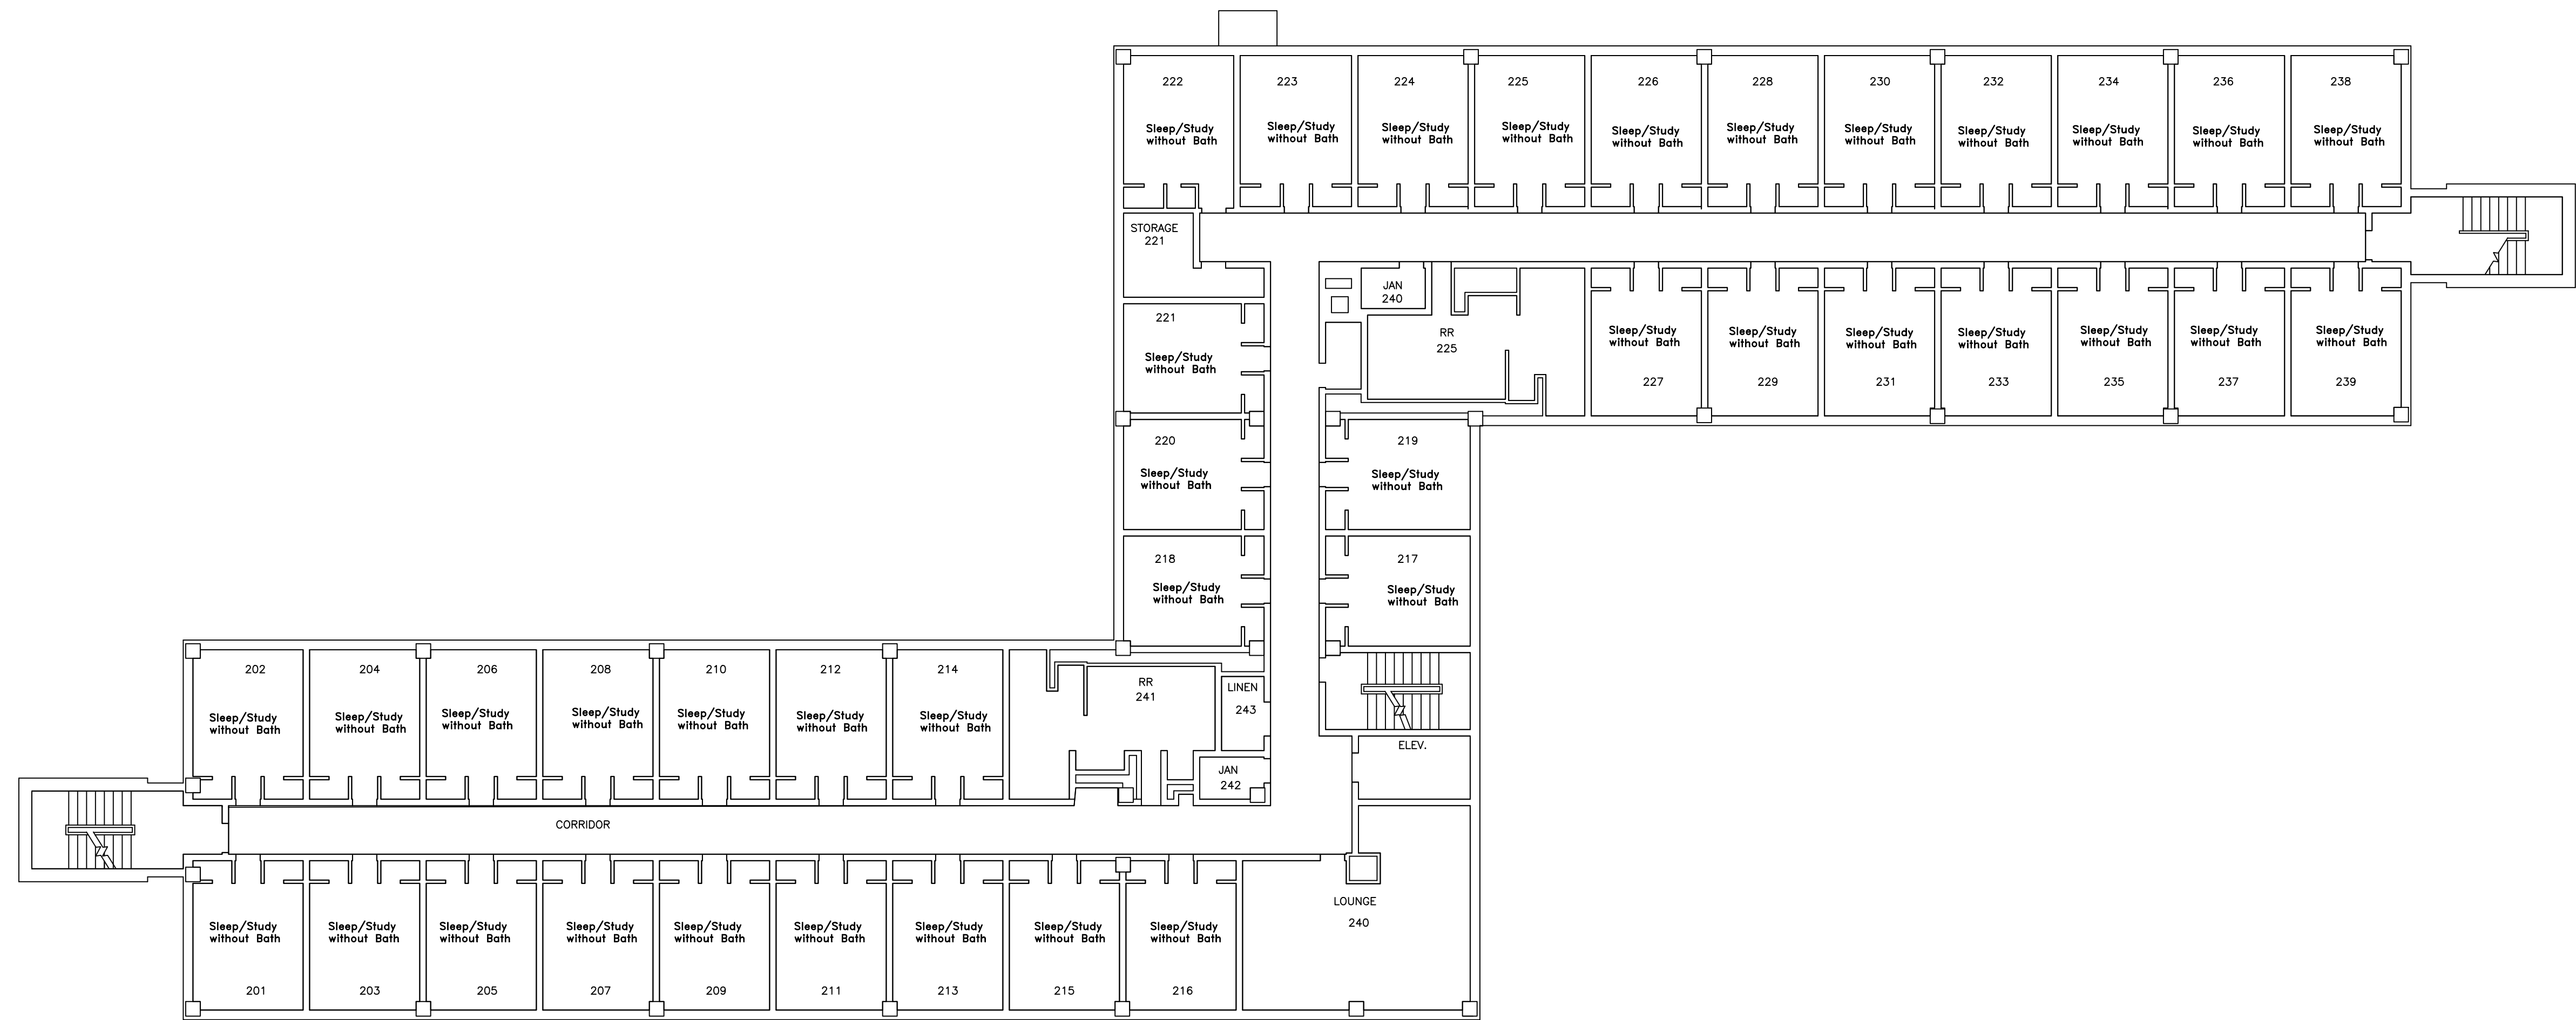 222 223 224 225 226 228 230 232 234 236 238
Sleep/Study Sleep/Study Sleep/Study Sleep/Study Sleep/Study Sleep/Study Sleep/Study Sleep/Study Sleep/Study Sleep/Study Sleep/Study
without Bath without Bath without Bath without Bath without Bath without Bath without Bath without Bath without Bath without Bath without Bath
STORAGE
221
JAN
240
221
RR
225
Sleep/Study Sleep/Study Sleep/Study Sleep/Study Sleep/Study Sleep/Study Sleep/Study
without Bath without Bath without Bath without Bath without Bath without Bath without Bath
227 229 231 233 235 237 239
Sleep/Study
without Bath
220 219
Sleep/Study Sleep/Study
without Bath without Bath
218 217
Sleep/Study Sleep/Study
without Bath without Bath
202 204 206 208 210 212 214
Sleep/Study Sleep/Study Sleep/Study Sleep/Study Sleep/Study Sleep/Study Sleep/Study
without Bath without Bath without Bath without Bath without Bath without Bath without Bath
RR
241
LINEN
243
ELEV.
JAN
242
CORRIDOR
LOUNGE
240
Sleep/Study Sleep/Study Sleep/Study Sleep/Study Sleep/Study Sleep/Study Sleep/Study Sleep/Study Sleep/Study
without Bath without Bath without Bath without Bath without Bath without Bath without Bath without Bath without Bath
201 203 205 207 209 211 213 215 216